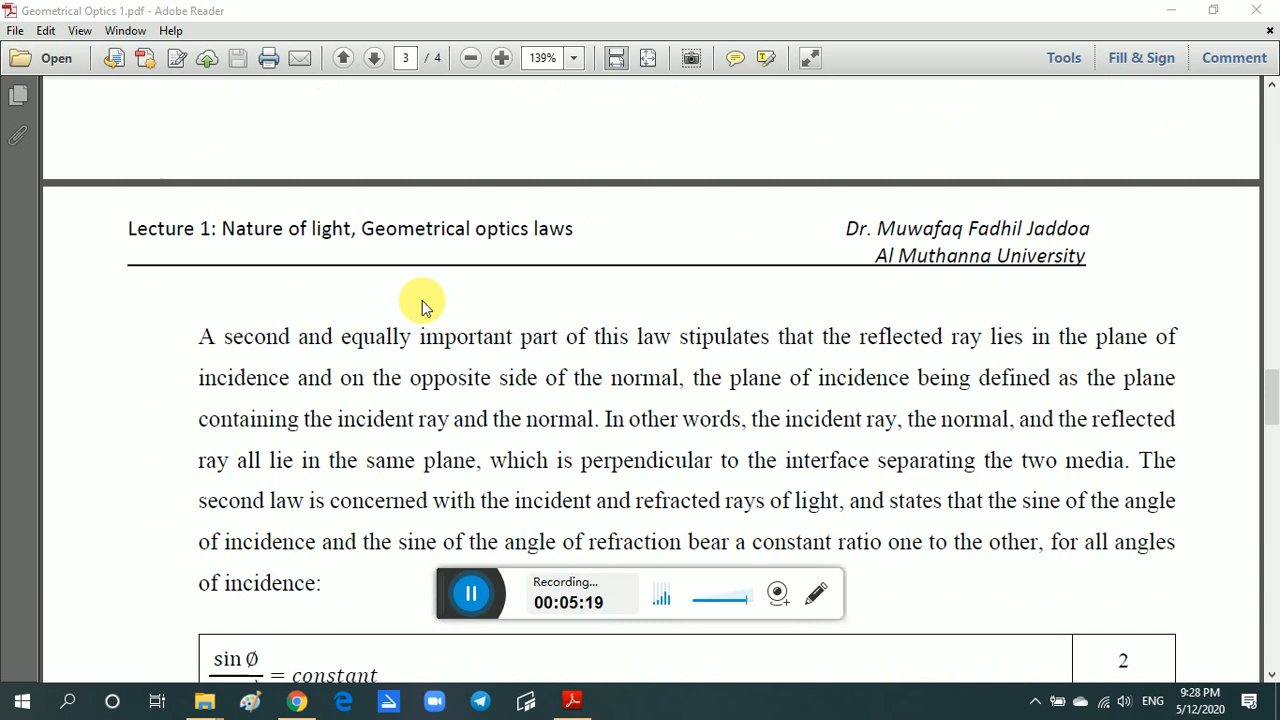 Geometrical Optics 1.pdf - Adobe Reader
File Edit View Window Help
Open 3 / 4 139% Tools Fill & Sign Comment
Lecture 1: Nature of light, Geometrical optics laws Dr. Muwafaq Fadhil Jaddoa
Al Muthanna University
A second and equally important part of this law stipulates that the reflected ray lies in the plane of
incidence and on the opposite side of the normal, the plane of incidence being defined as the plane
containing the incident ray and the normal. In other words, the incident ray, the normal, and the reflected
ray all lie in the same plane, which is perpendicular to the interface separating the two media. The
second law is concerned with the incident and refracted rays of light, and states that the sine of the angle
of incidence and the sine of the angle of refraction bear a constant ratio one to the other, for all angles
of incidence:
Recording...
00:05:19
sin ∅
= constant 2
ENG 9:28 PM
5/12/2020